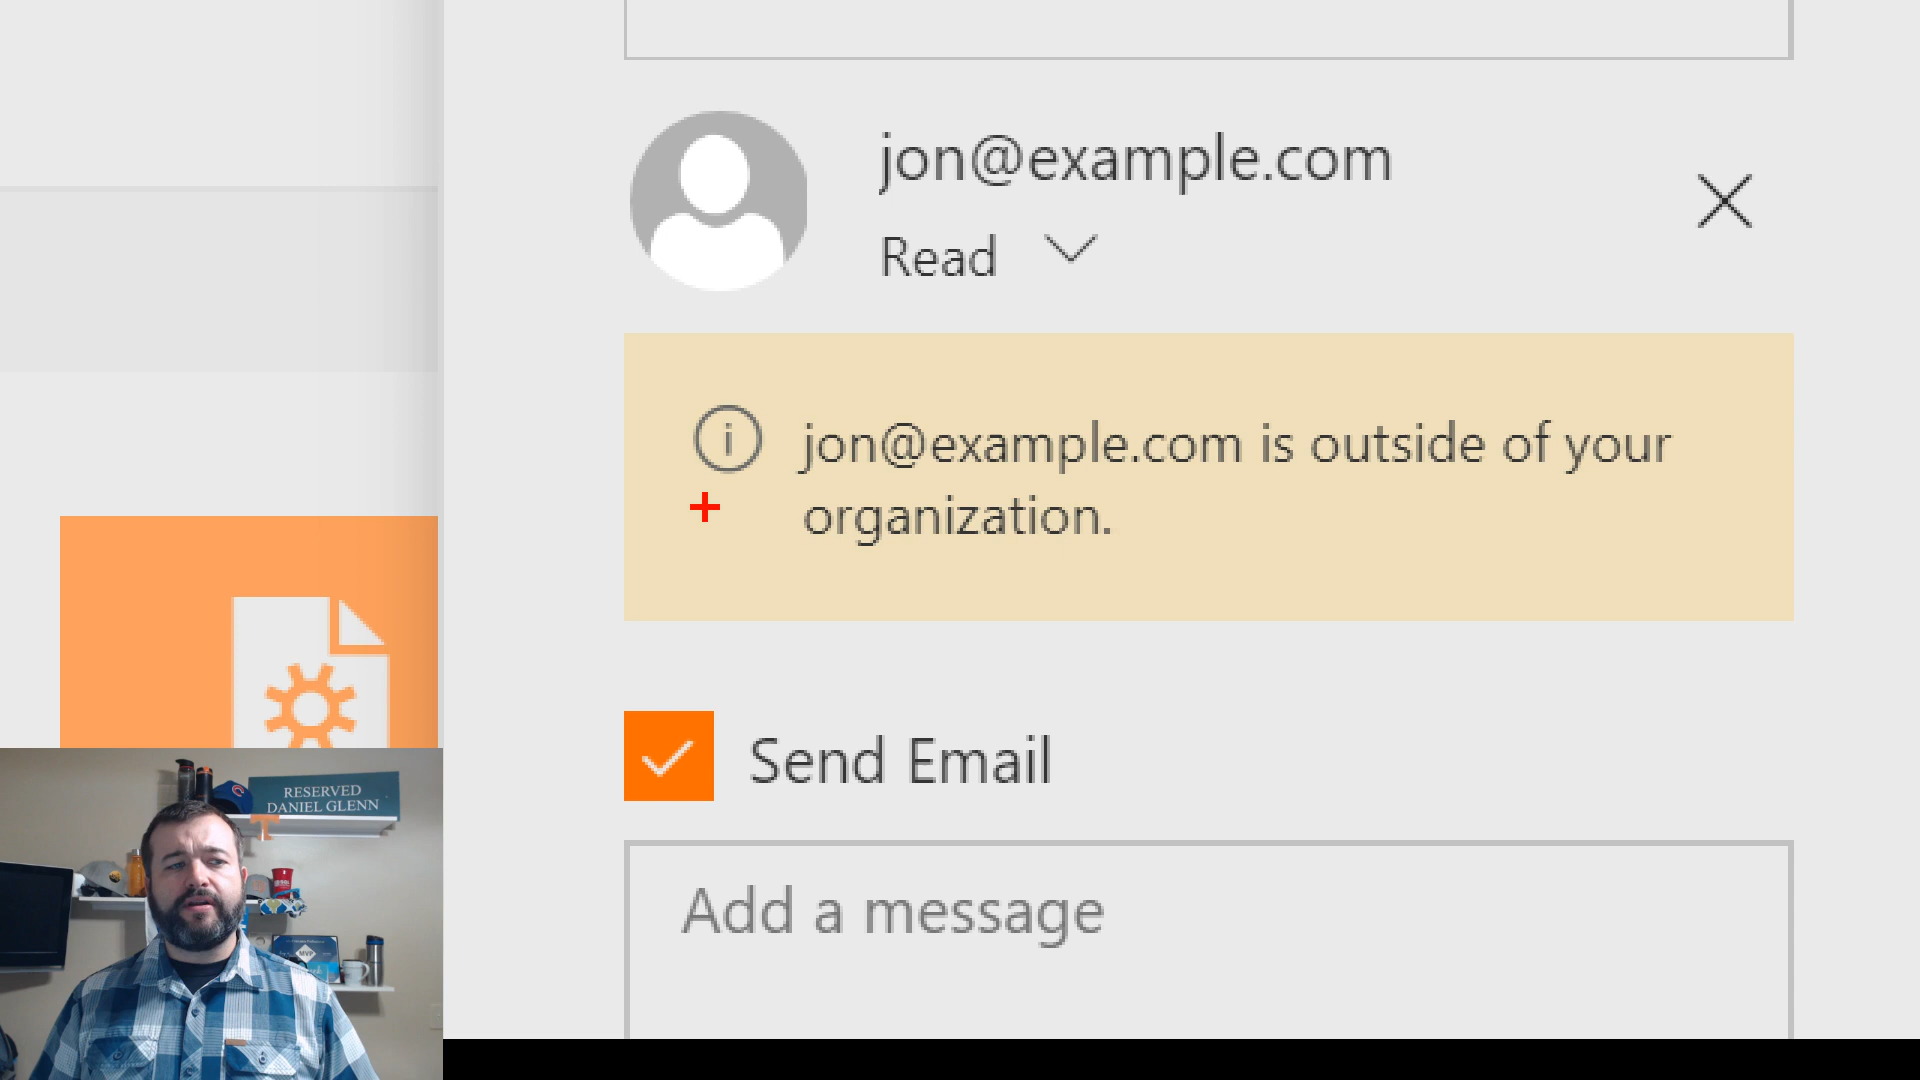 jon@example.com
Read
jon@example.com is outside of your
organization.
Send Email
Add a message
RESERVED
DANIEL GLENN
MVP